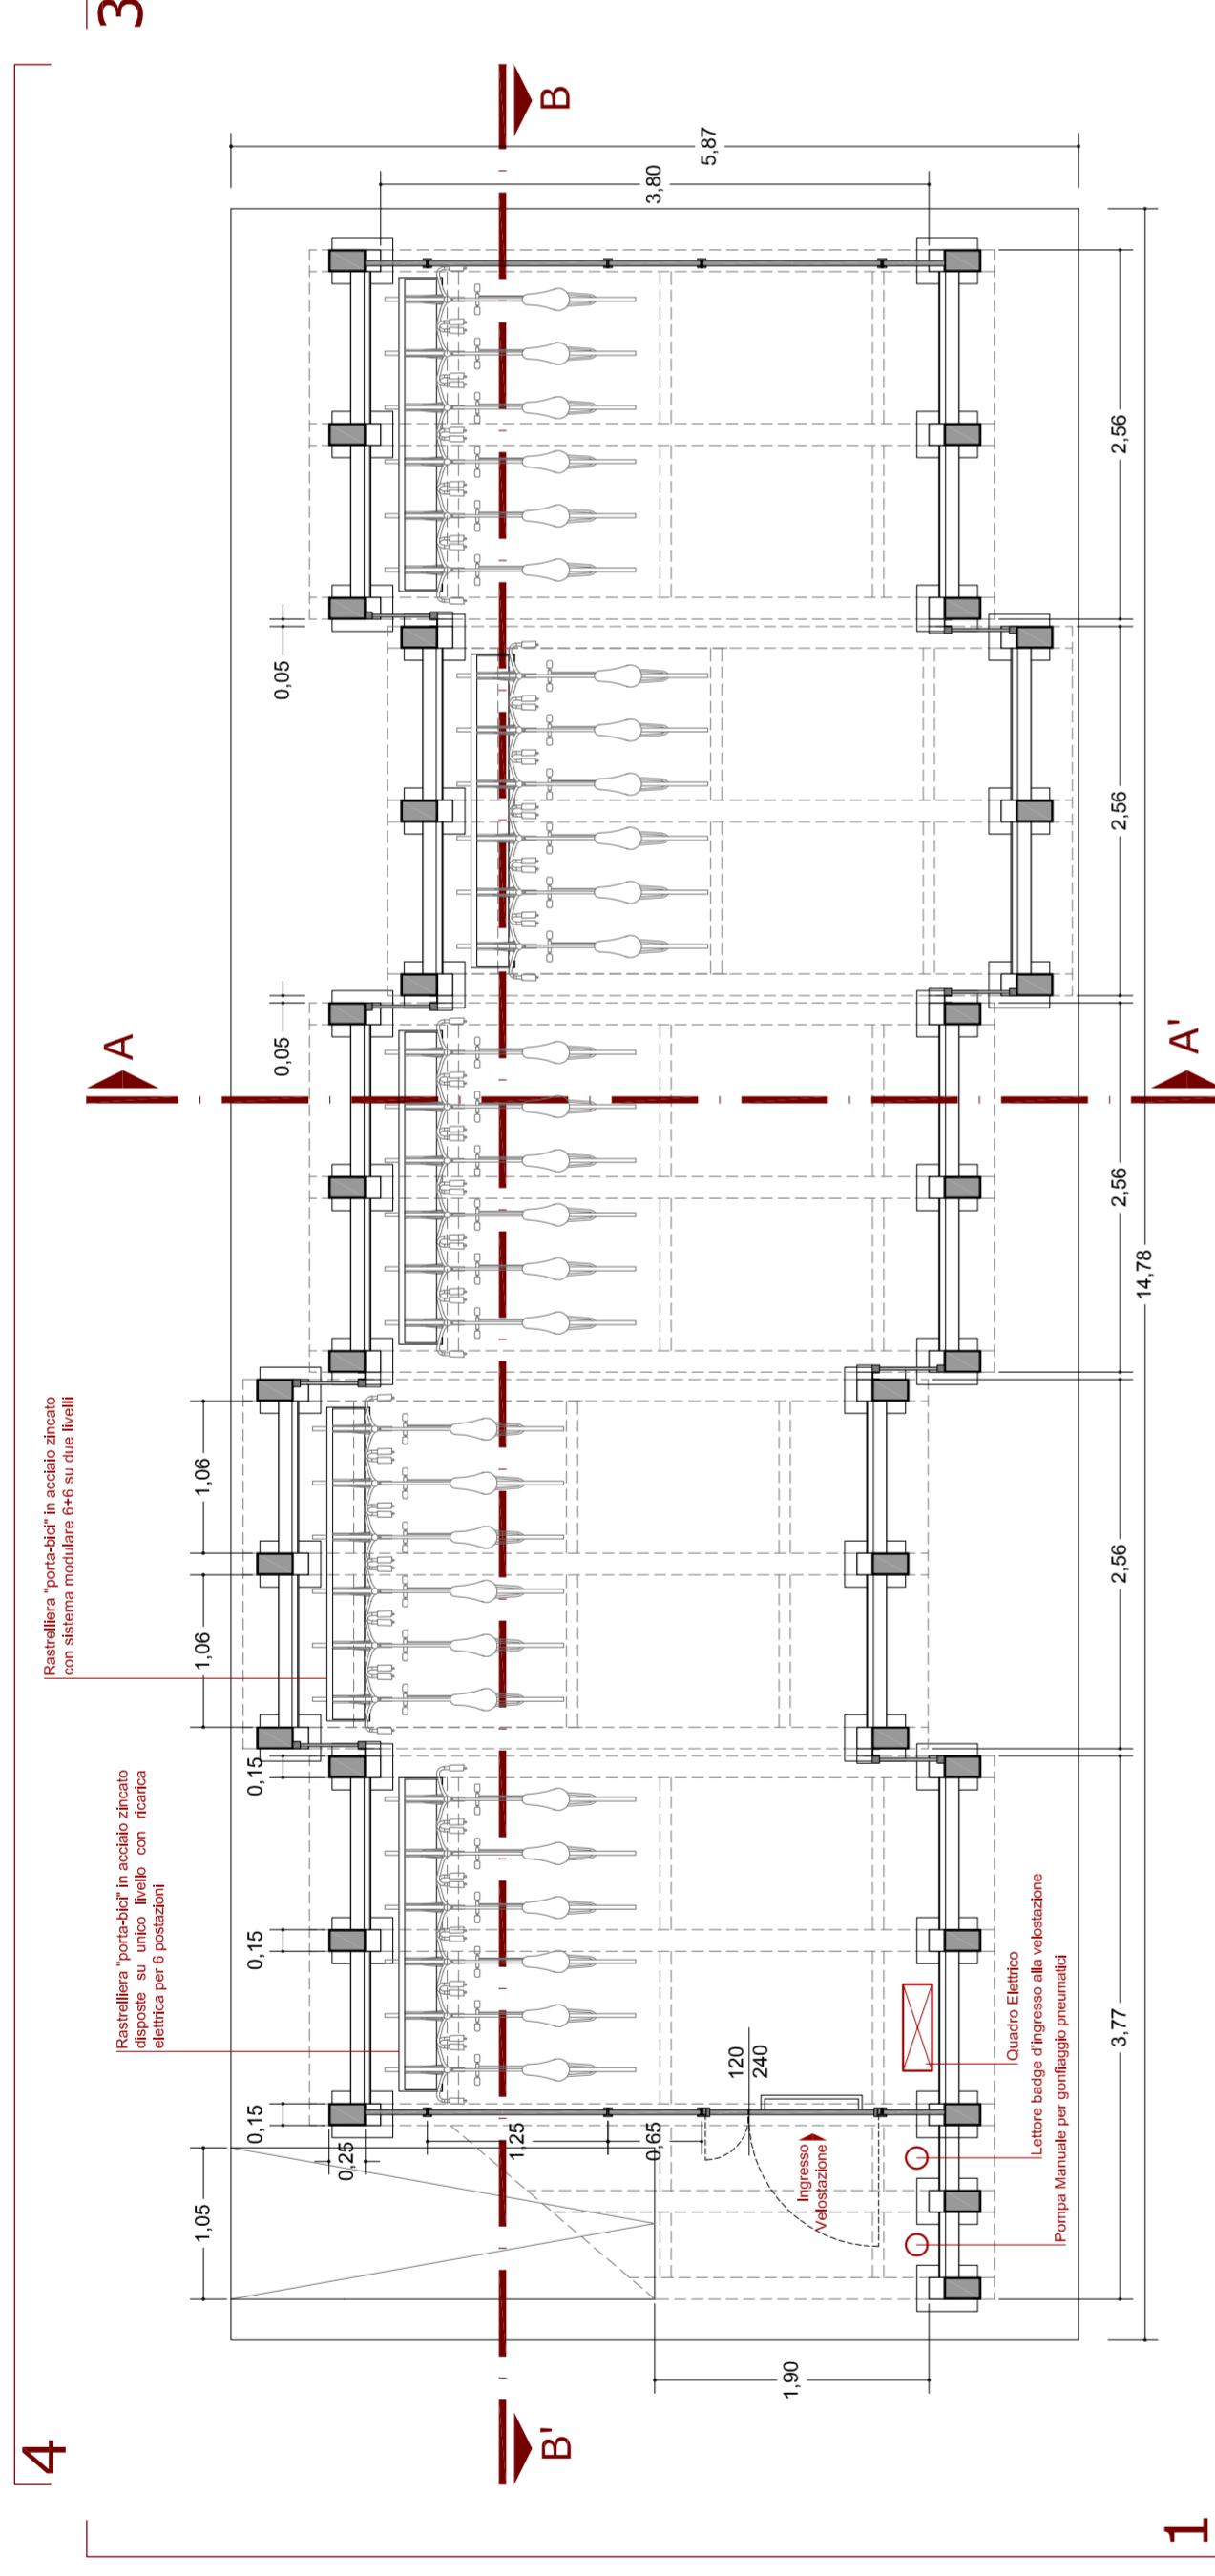 3
4
1
B
B'
A
A'
Rastrelliera "porta-bici" in acciaio zincato
con sistema modulare 6+6 su due livelli
Rastrelliera "porta-bici" in acciaio zincato
disposte su unico livello con ricarica
elettrica per 6 postazioni
5,87
3,80
0,05
0,05
2,56
2,56
2,56
2,56
3,77
14,78
1,06
1,06
0,15
0,15
0,15
0,25
1,05
1,25
0,65
120
240
1,90
Ingresso
Velostazione
Quadro Elettrico
Lettore badge d'ingresso alla velostazione
Pompa Manuale per gonfiaggio pneumatici